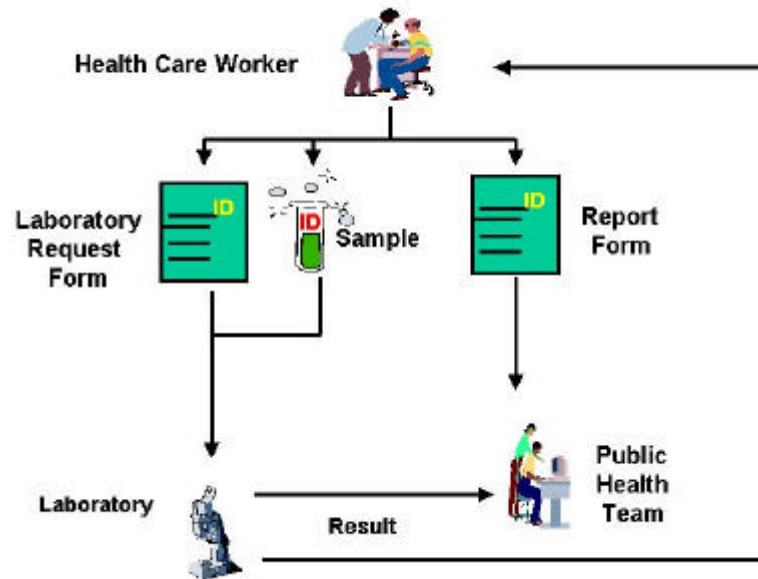 Health Care Worker
ID
Laboratory
Request
Form
ID
Sample
ID
Report
Form
Laboratory
Result
Public
Health
Team